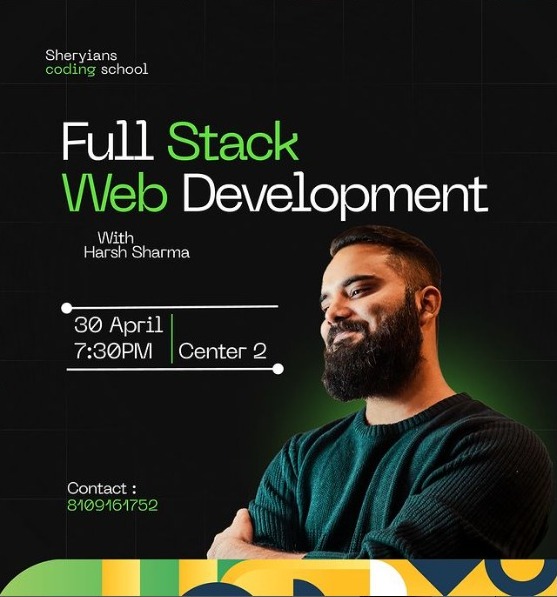 Sheryians
coding school
Full Stack
Web Development
With
Harsh Sharma
30 April
7:30PM
Center 2
Contact :
8109161752